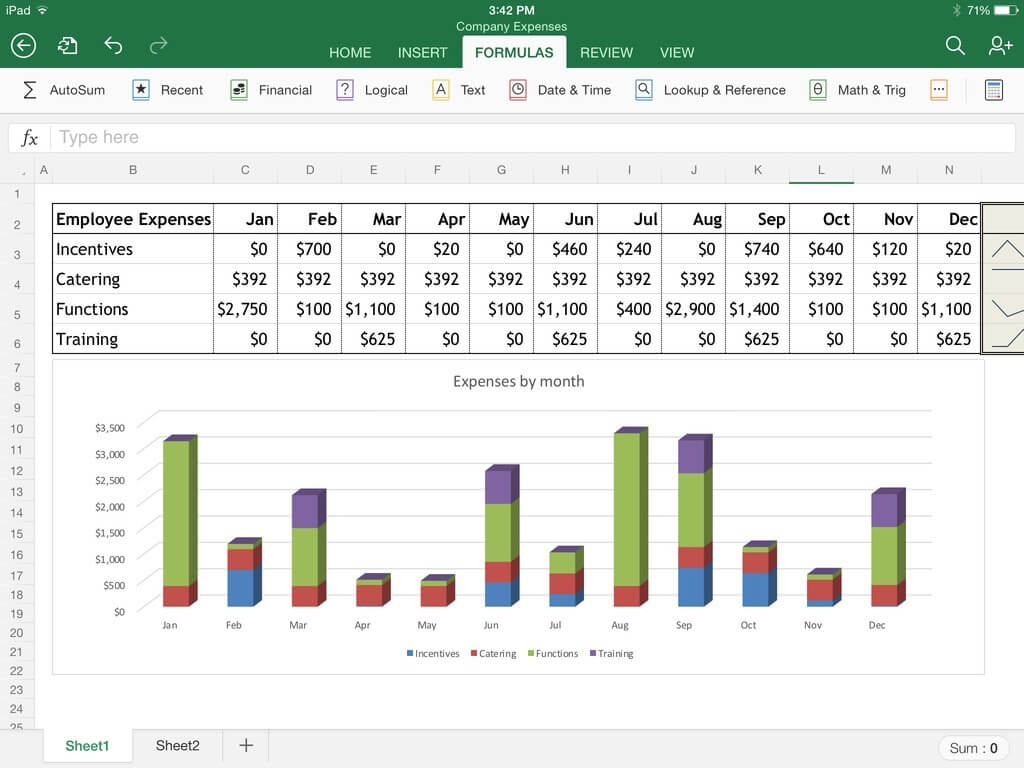 iPad 3:42 PM 71%
Company Expenses
HOME INSERT FORMULAS REVIEW VIEW
Σ AutoSum Recent Financial ? Logical A Text Date & Time Lookup & Reference θ Math & Trig ...
fx Type here
A B C D E F G H I J K L M N
1
2 Employee Expenses Jan Feb Mar Apr May Jun Jul Aug Sep Oct Nov Dec
3 Incentives $0 $700 $0 $20 $0 $460 $240 $0 $740 $640 $120 $20
4 Catering $392 $392 $392 $392 $392 $392 $392 $392 $392 $392 $392 $392
5 Functions $2,750 $100 $1,100 $100 $100 $1,100 $400 $2,900 $1,400 $100 $100 $1,100
6 Training $0 $0 $625 $0 $0 $625 $0 $0 $625 $0 $0 $625
7
8 Expenses by month
9
10 $3,500
11 $3,000
12 $2,500
13 $2,000
14
15 $1,500
16 $1,000
17 $500
18
19 $0
20 Jan Feb Mar Apr May Jun Jul Aug Sep Oct Nov Dec
21 Incentives Catering Functions Training
22
23
24
25
Sheet1 Sheet2 + Sum : 0